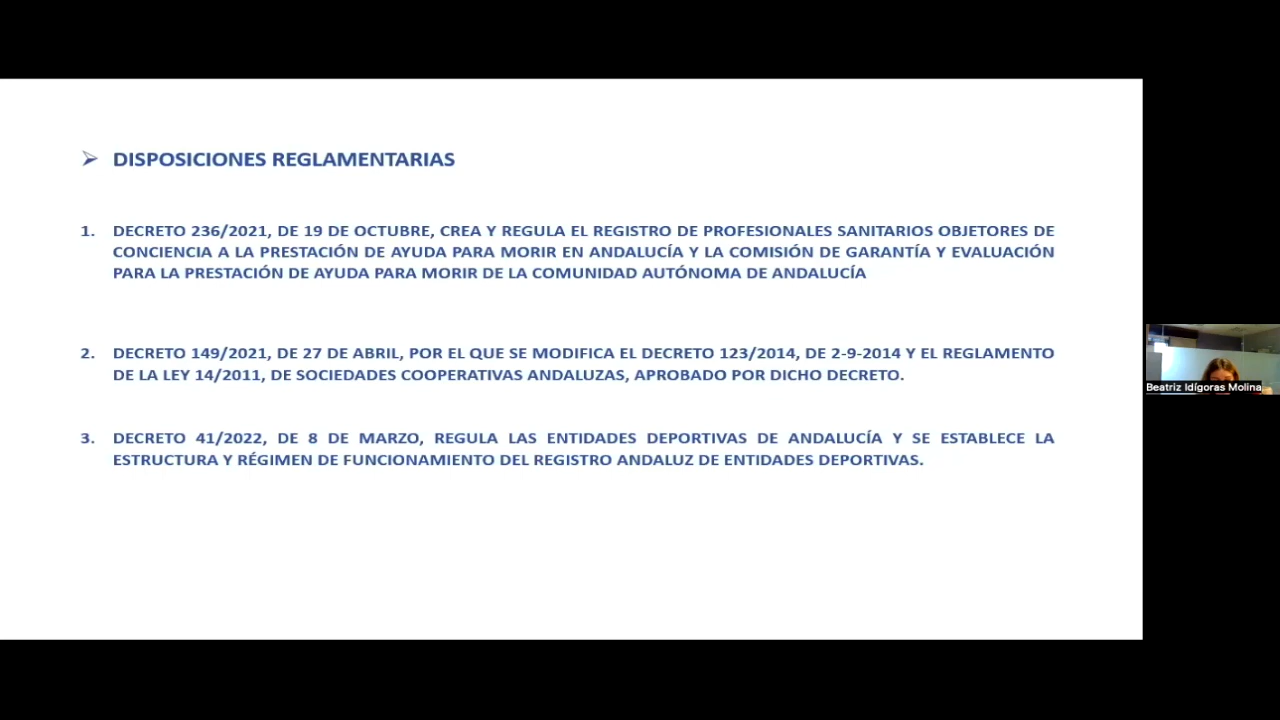 DISPOSICIONES REGLAMENTARIAS
1. DECRETO 236/2021, DE 19 DE OCTUBRE, CREA Y REGULA EL REGISTRO DE PROFESIONALES SANITARIOS OBJETORES DE
CONCIENCIA A LA PRESTACIÓN DE AYUDA PARA MORIR EN ANDALUCÍA Y LA COMISIÓN DE GARANTÍA Y EVALUACIÓN
PARA LA PRESTACIÓN DE AYUDA PARA MORIR DE LA COMUNIDAD AUTÓNOMA DE ANDALUCÍA
2. DECRETO 149/2021, DE 27 DE ABRIL, POR EL QUE SE MODIFICA EL DECRETO 123/2014, DE 2-9-2014 Y EL REGLAMENTO
DE LA LEY 14/2011, DE SOCIEDADES COOPERATIVAS ANDALUZAS, APROBADO POR DICHO DECRETO.
3. DECRETO 41/2022, DE 8 DE MARZO, REGULA LAS ENTIDADES DEPORTIVAS DE ANDALUCÍA Y SE ESTABLECE LA
ESTRUCTURA Y RÉGIMEN DE FUNCIONAMIENTO DEL REGISTRO ANDALUZ DE ENTIDADES DEPORTIVAS.
Beatriz Idígoras Molina